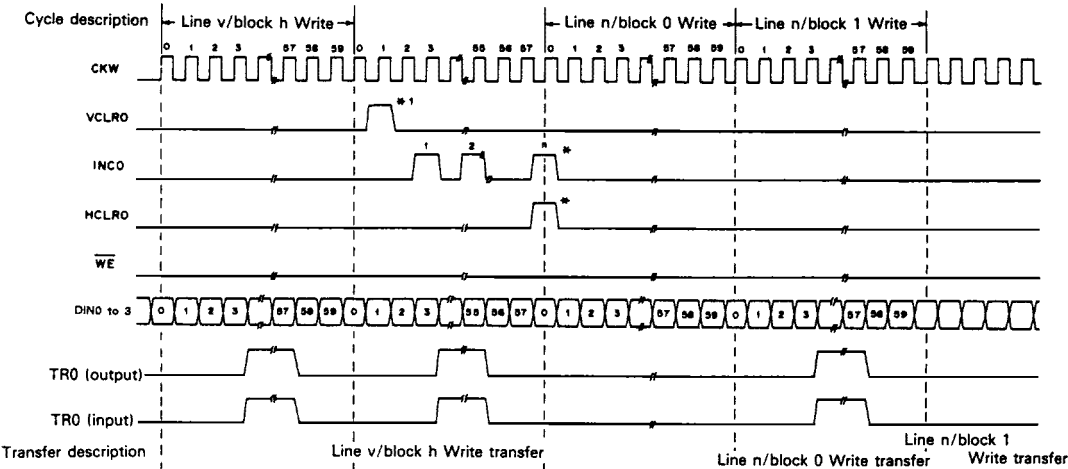 Cycle description Line v/block h Write Line n/block 0 Write Line n/block 1 Write
0 1 2 3 57 58 59 0 1 2 3 55 56 57 0 1 2 3 57 58 59 0 1 2 3 57 58 59
CKW
* 1
VCLR0
1 2 n *
INC0
HCLR0 *
WE
DIN0 to 3 0 1 2 3 57 58 59 0 1 2 3 55 56 57 0 1 2 3 57 58 59 0 1 2 3 57 58 59
TR0 (output)
TR0 (input)
Transfer description Line v/block h Write transfer Line n/block 0 Write transfer Line n/block 1 Write transfer